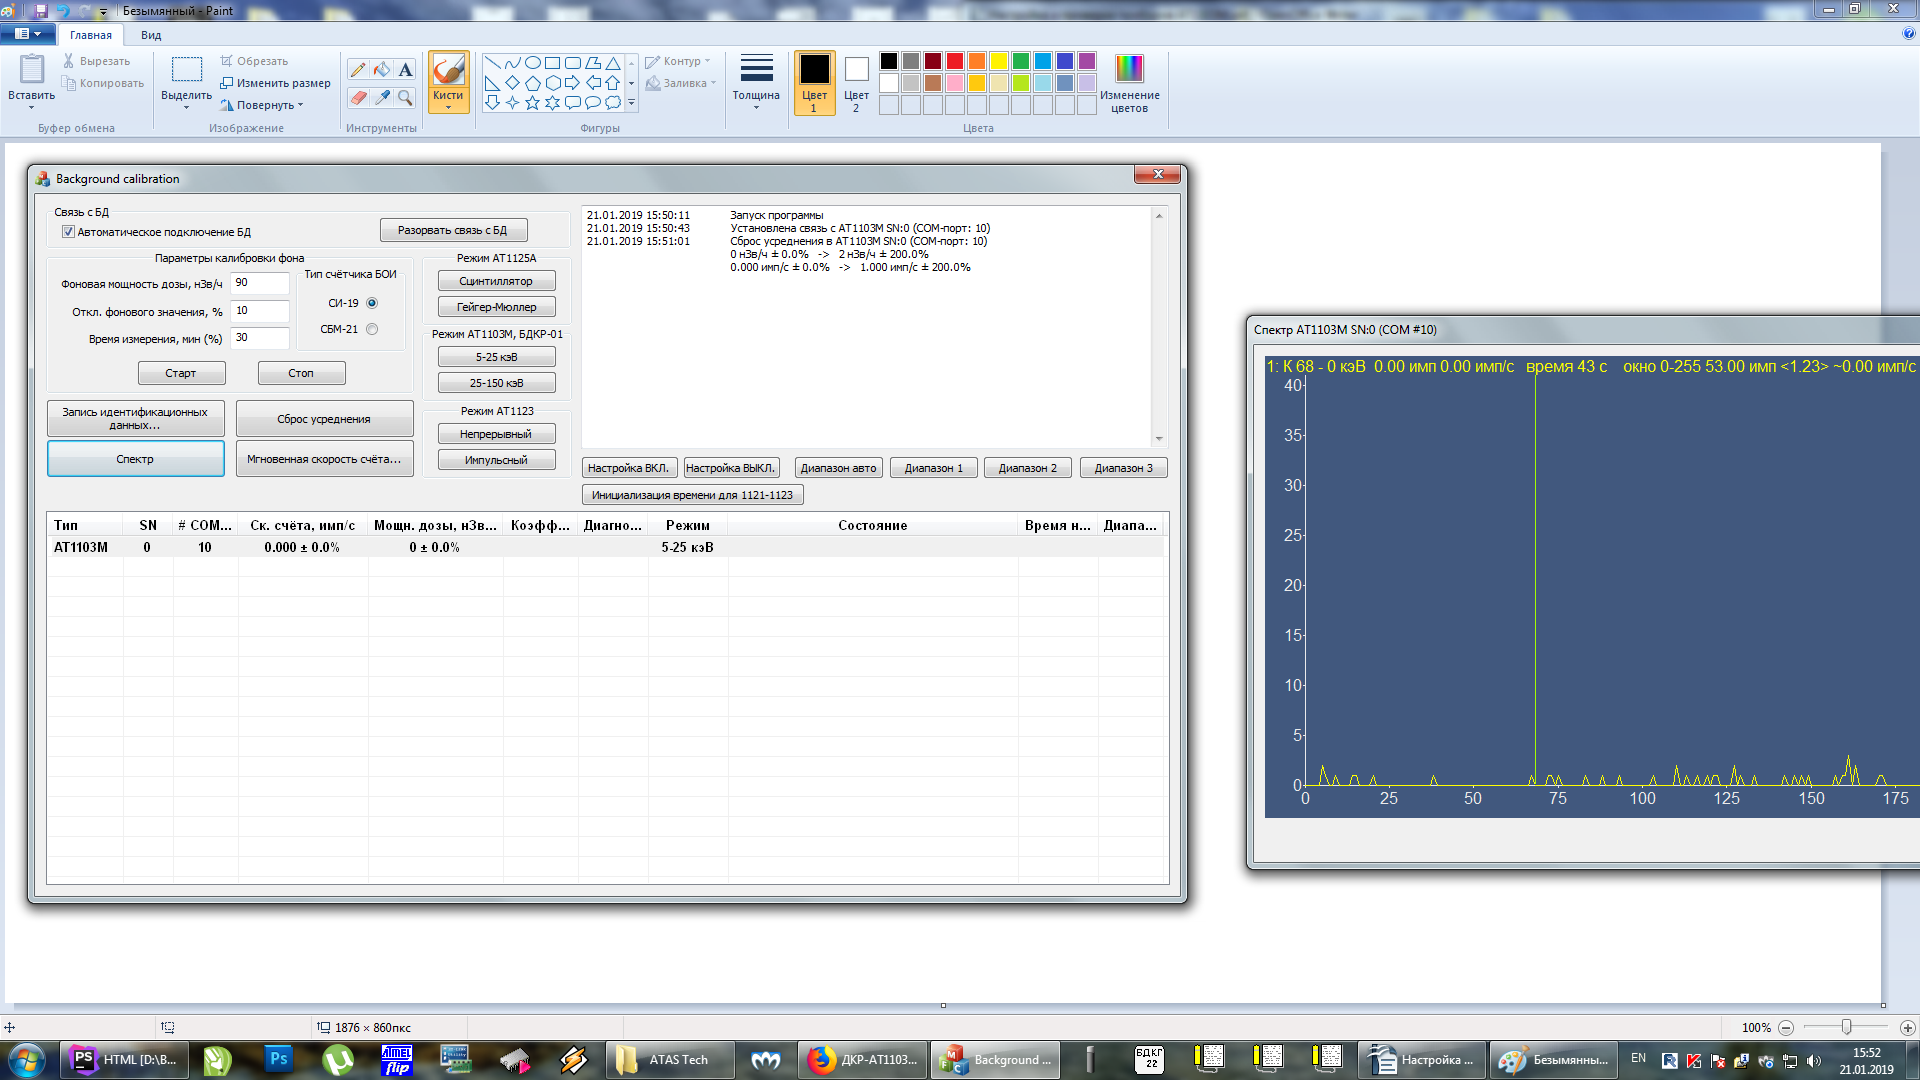 Безымянный - Paint
Главная
Вид
Вставить
Вырезать
Копировать
Буфер обмена
Выделить
Обрезать
Изменить размер
Повернуть
Изображение
Инструменты
Кисти
Контур
Заливка
Фигуры
Толщина
Цвет 1
Цвет 2
Изменение цветов
Цвета
Background calibration
Связь с БД
Автоматическое подключение БД
Разорвать связь с БД
Параметры калибровки фона
Фоновая мощность дозы, нЗв/ч 90
Откл. фонового значения, % 10
Время измерения, мин (%) 30
Тип счётчика БОИ
СИ-19
СБМ-21
Старт
Стоп
Режим АТ1125А
Сцинтиллятор
Гейгер-Мюллер
Режим АТ1103М, БДКР-01
5-25 кэВ
25-150 кэВ
Режим АТ1123
Непрерывный
Импульсный
Запись идентификационных данных...
Сброс усреднения
Спектр
Мгновенная скорость счёта...
21.01.2019 15:50:11 Запуск программы
21.01.2019 15:50:43 Установлена связь с АТ1103М SN:0 (COM-порт: 10)
21.01.2019 15:51:01 Сброс усреднения в АТ1103М SN:0 (COM-порт: 10)
0 нЗв/ч ± 0.0% -> 2 нЗв/ч ± 200.0%
0.000 имп/с ± 0.0% -> 1.000 имп/с ± 200.0%
Настройка ВКЛ.
Настройка ВЫКЛ.
Диапазон авто
Диапазон 1
Диапазон 2
Диапазон 3
Инициализация времени для 1121-1123
Тип SN # COM... Ск. счёта, имп/с Мощн. дозы, нЗв... Коэфф... Диагно... Режим Состояние Время н... Диапа...
АТ1103М 0 10 0.000 ± 0.0% 0 ± 0.0% 5-25 кэВ
Спектр АТ1103М SN:0 (COM #10)
1: К 68 - 0 кэВ 0.00 имп 0.00 имп/с время 43 с окно 0-255 53.00 имп <1.23> ~0.00 имп/с
40
35
30
25
20
15
10
5
0
0 25 50 75 100 125 150 175
1876 × 860пкс
100%
PS
HTML [D:\B...
Ps
ATMEL
flip
ATAS Tech
ДКР-АТ1103...
Background ...
БДКГ
22
Настройка ...
Безымянны...
EN
15:52
21.01.2019